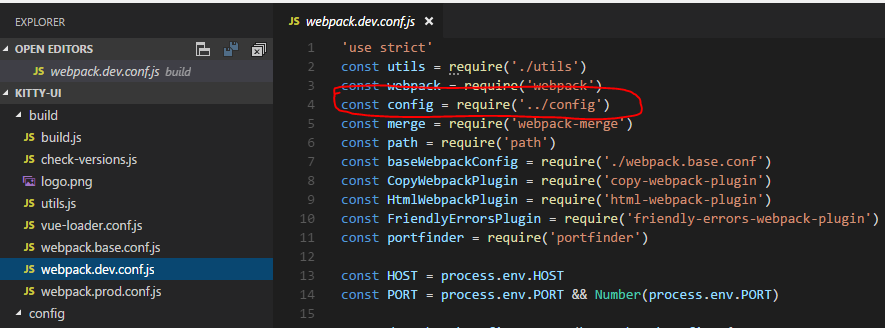 EXPLORER
OPEN EDITORS
webpack.dev.conf.js build
KITTY-UI
build
JS build.js
JS check-versions.js
logo.png
JS utils.js
JS vue-loader.conf.js
JS webpack.base.conf.js
JS webpack.dev.conf.js
JS webpack.prod.conf.js
config
JS webpack.dev.conf.js ×
1 'use strict'
2 const utils = require('./utils')
3 const webpack = require('webpack')
4 const config = require('../config')
5 const merge = require('webpack-merge')
6 const path = require('path')
7 const baseWebpackConfig = require('./webpack.base.conf')
8 const CopyWebpackPlugin = require('copy-webpack-plugin')
9 const HtmlWebpackPlugin = require('html-webpack-plugin')
10 const FriendlyErrorsPlugin = require('friendly-errors-webpack-plugin')
11 const portfinder = require('portfinder')
12
13 const HOST = process.env.HOST
14 const PORT = process.env.PORT && Number(process.env.PORT)
15